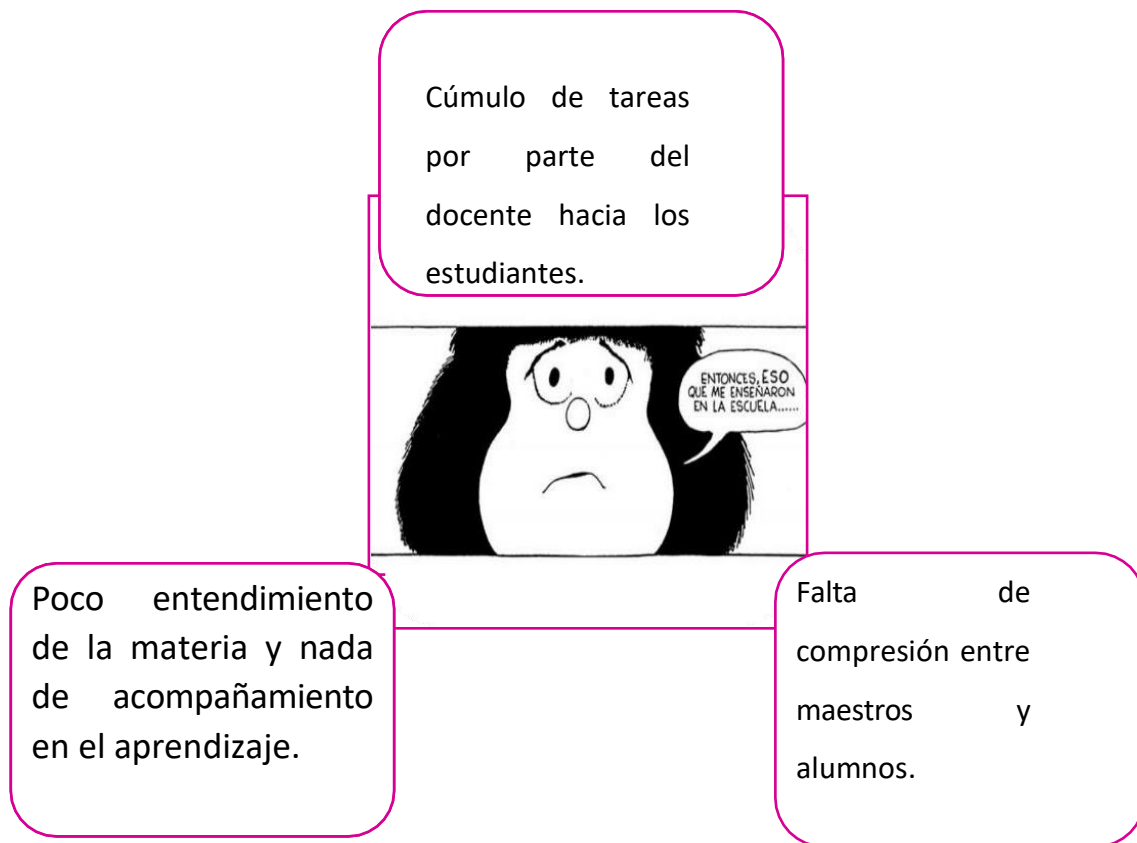 Cúmulo de tareas
por parte del
docente hacia los
estudiantes.
ENTONCES, ESO
QUE ME ENSEÑARON
EN LA ESCUELA......
Poco entendimiento
de la materia y nada
de acompañamiento
en el aprendizaje.
Falta de
compresión entre
maestros y
alumnos.